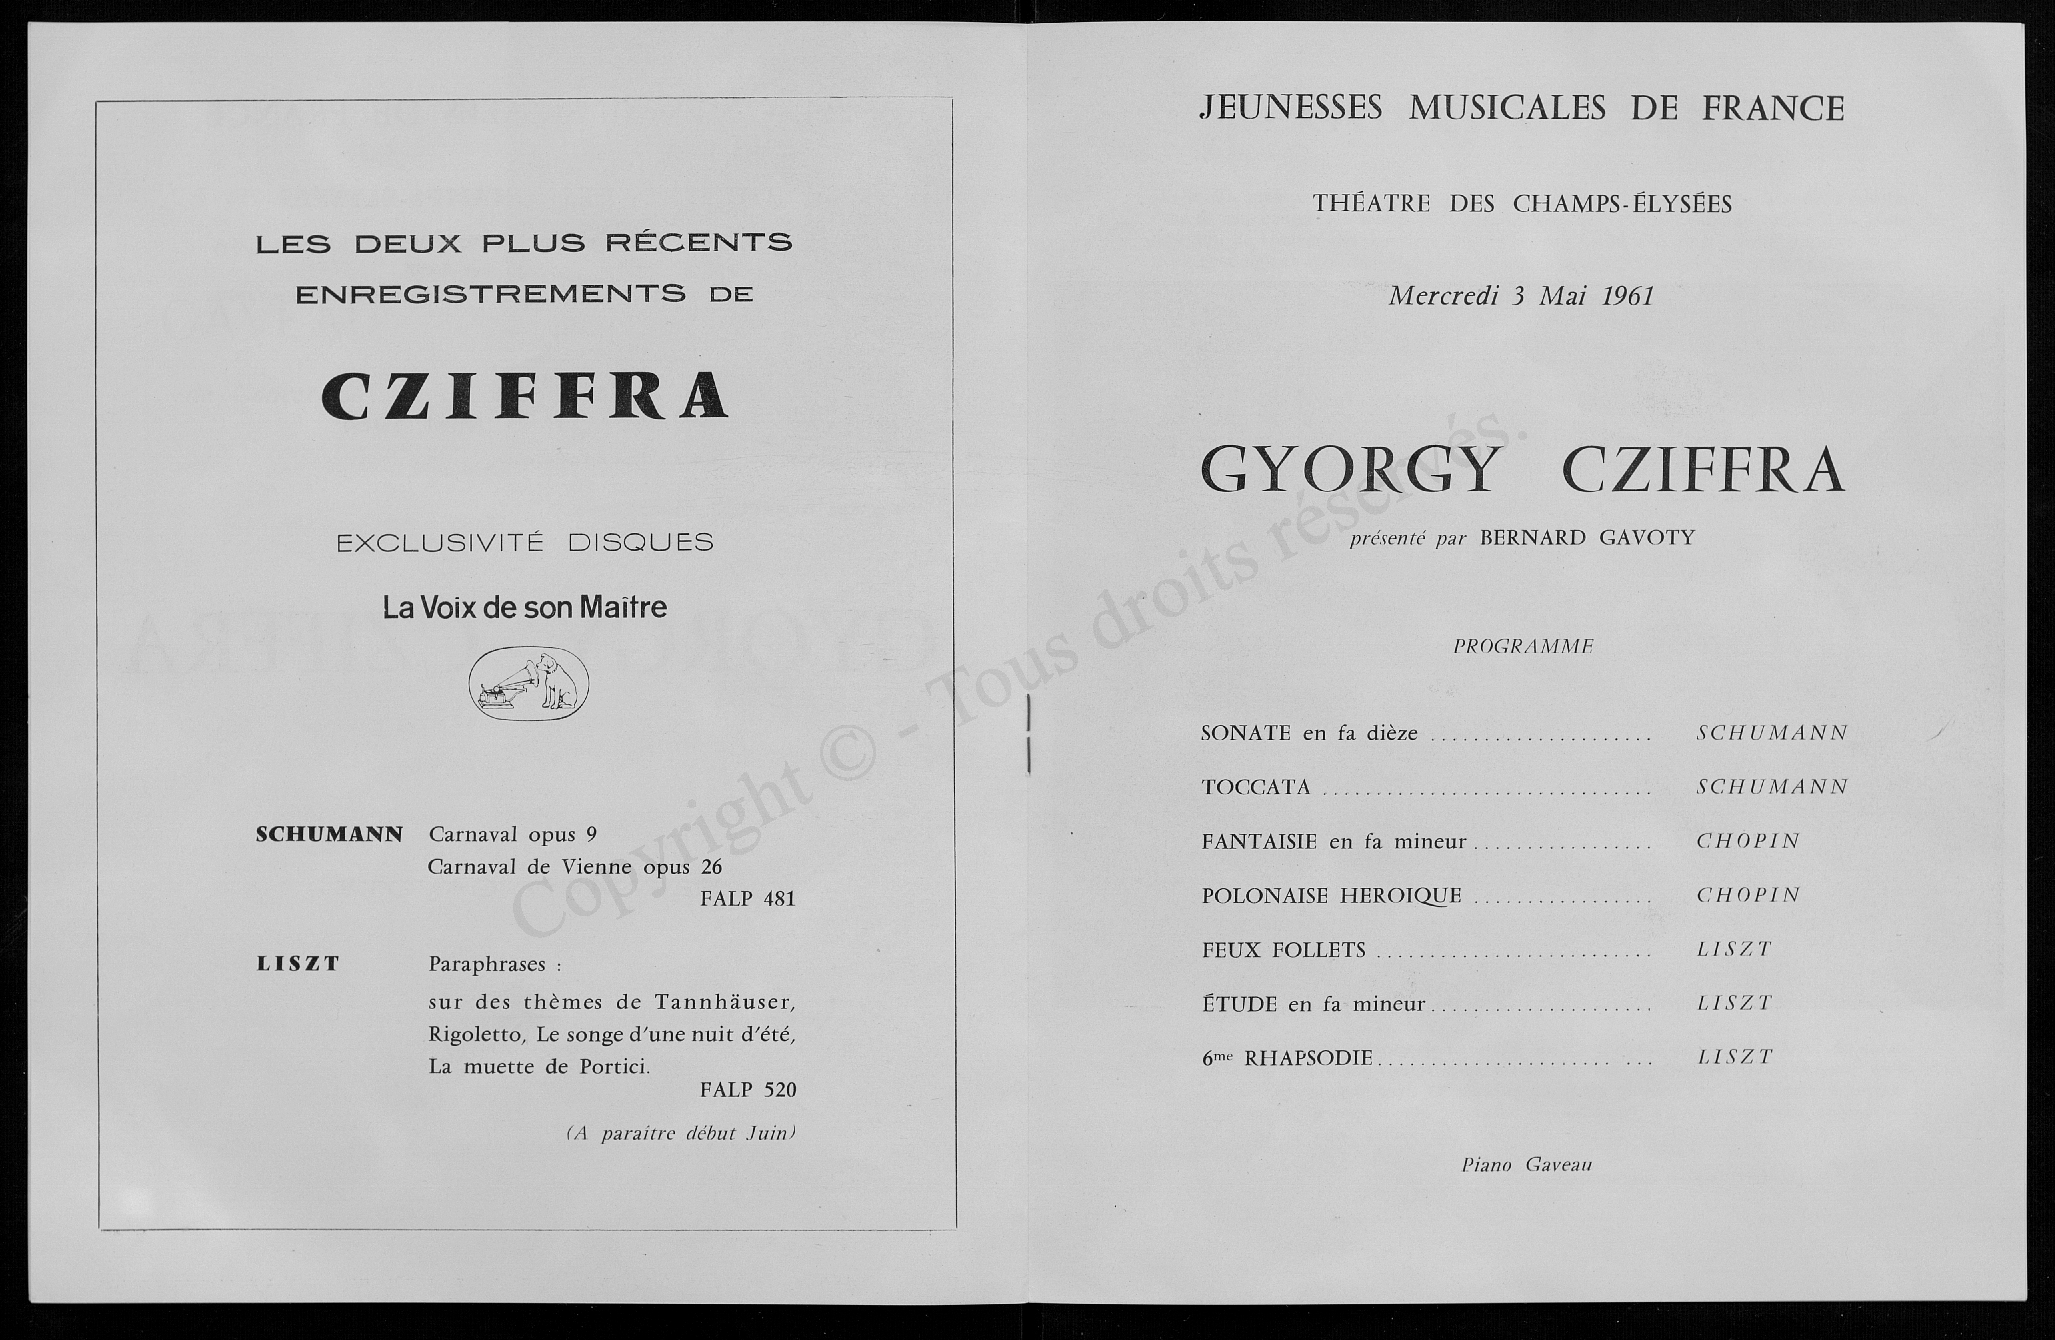 LES DEUX PLUS RÉCENTS
ENREGISTREMENTS DE
CZIFFRA
EXCLUSIVITÉ DISQUES
La Voix de son Maître
SCHUMANN Carnaval opus 9
Carnaval de Vienne opus 26
FALP 481
LISZT Paraphrases :
sur des thèmes de Tannhäuser,
Rigoletto, Le songe d'une nuit d'été,
La muette de Portici.
FALP 520
(A paraître début Juin)
JEUNESSES MUSICALES DE FRANCE
THÉATRE DES CHAMPS-ÉLYSÉES
Mercredi 3 Mai 1961
GYORGY CZIFFRA
présenté par BERNARD GAVOTY
PROGRAMME
SONATE en fa dièze ..................... SCHUMANN
TOCCATA ............................... SCHUMANN
FANTAISIE en fa mineur ................. CHOPIN
POLONAISE HEROIQUE ................. CHOPIN
FEUX FOLLETS .......................... LISZT
ÉTUDE en fa mineur ..................... LISZT
6me RHAPSODIE ...................... ... LISZT
Piano Gaveau
Copyright © - Tous droits réservés.